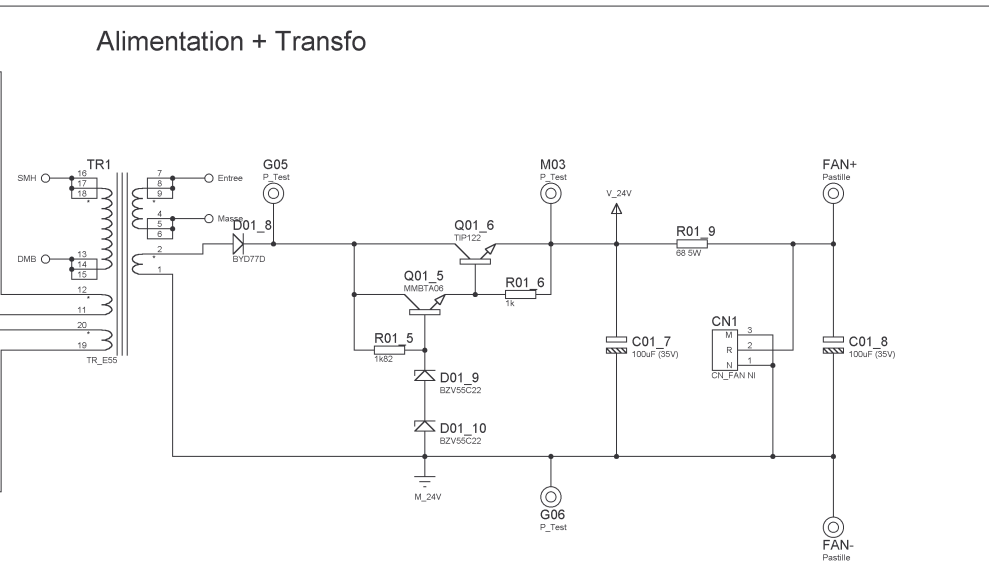 Alimentation + Transfo
TR1
SMH
16
17
18
DMB
13
14
15
12
11
20
19
TR_E55
7
8
9
Entree
4
5
6
Masse
2
1
D01_8
BYD77D
G05
P_Test
Q01_6
TIP122
Q01_5
MMBTA06
R01_5
1k82
R01_6
1k
D01_9
BZV55C22
D01_10
BZV55C22
M_24V
M03
P_Test
V_24V
R01_9
68 5W
C01_7
100uF (35V)
CN1
M 3
R 2
N 1
CN_FAN NI
FAN+
Pastille
C01_8
100uF (35V)
G06
P_Test
FAN-
Pastille